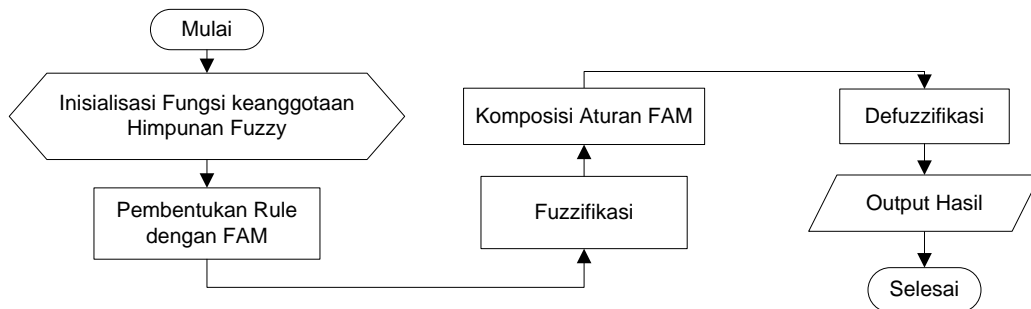 Mulai
Inisialisasi Fungsi keanggotaan
Himpunan Fuzzy
Pembentukan Rule
dengan FAM
Fuzzifikasi
Komposisi Aturan FAM
Defuzzifikasi
Output Hasil
Selesai